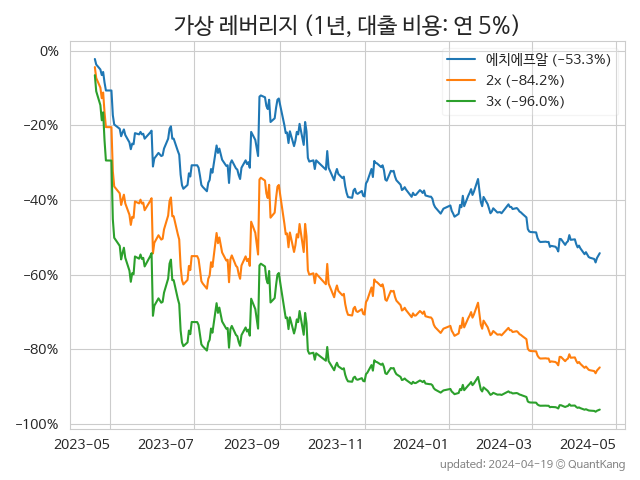 가상 레버리지 (1년, 대출 비용: 연 5%)
에치에프알 (−53.3%)
2x (−84.2%)
3x (−96.0%)
0%
−20%
−40%
−60%
−80%
−100%
2023-05 2023-07 2023-09 2023-11 2024-01 2024-03 2024-05
updated: 2024-04-19 © QuantKang